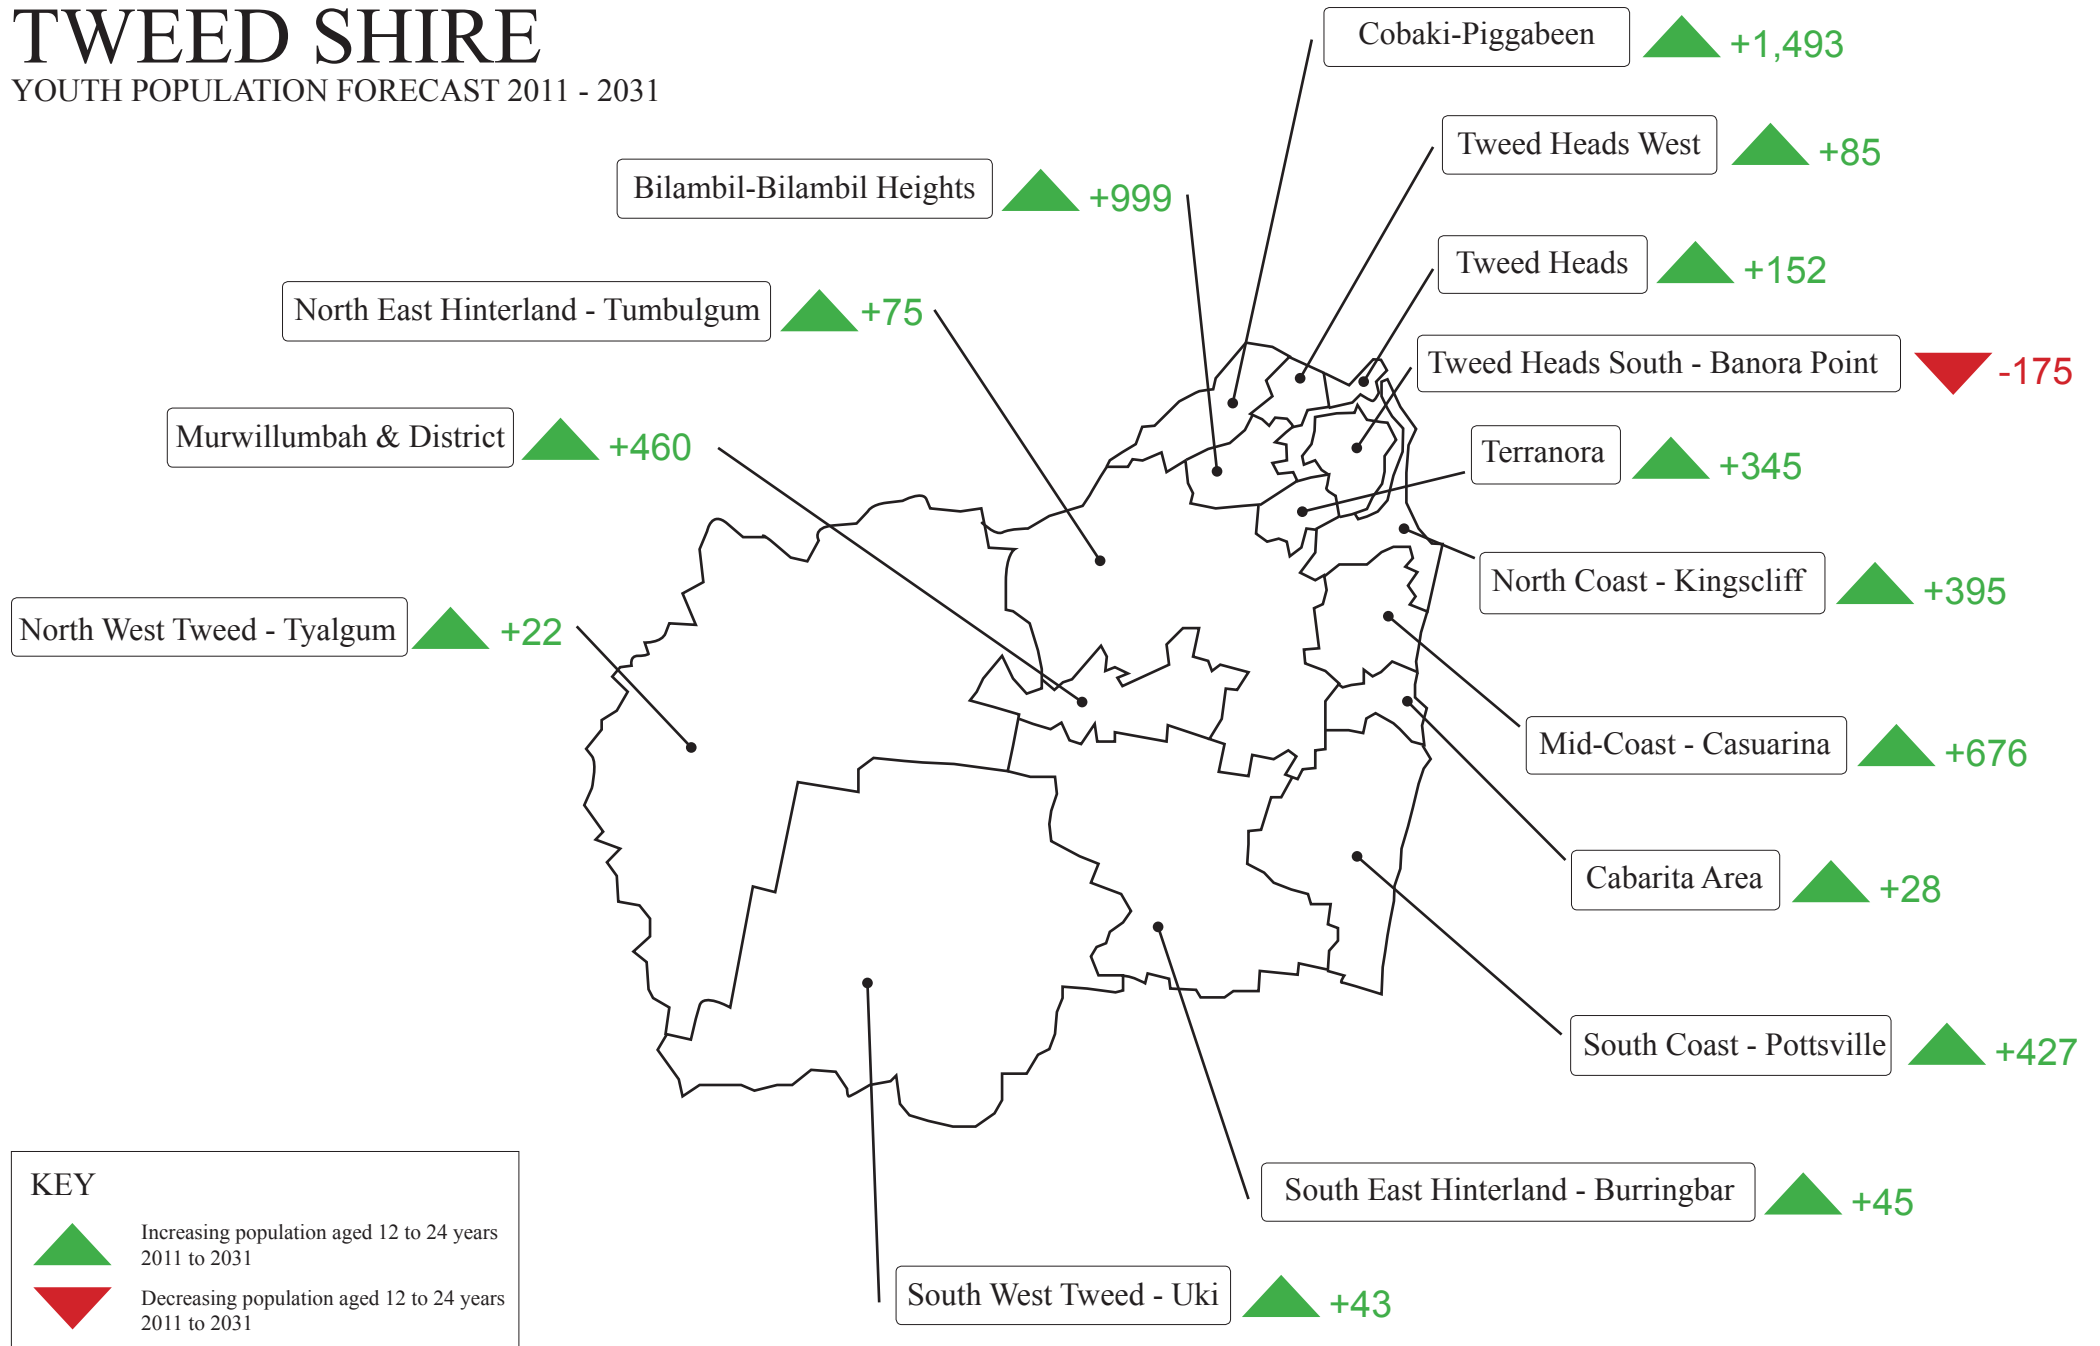 TWEED SHIRE
YOUTH POPULATION FORECAST 2011 - 2031
Cobaki-Piggabeen +1,493
Tweed Heads West +85
Bilambil-Bilambil Heights +999
Tweed Heads +152
North East Hinterland - Tumbulgum +75
Tweed Heads South - Banora Point -175
Murwillumbah & District +460
Terranora +345
North Coast - Kingscliff +395
North West Tweed - Tyalgum +22
Mid-Coast - Casuarina +676
Cabarita Area +28
South Coast - Pottsville +427
South East Hinterland - Burringbar +45
South West Tweed - Uki +43
KEY
Increasing population aged 12 to 24 years
2011 to 2031
Decreasing population aged 12 to 24 years
2011 to 2031